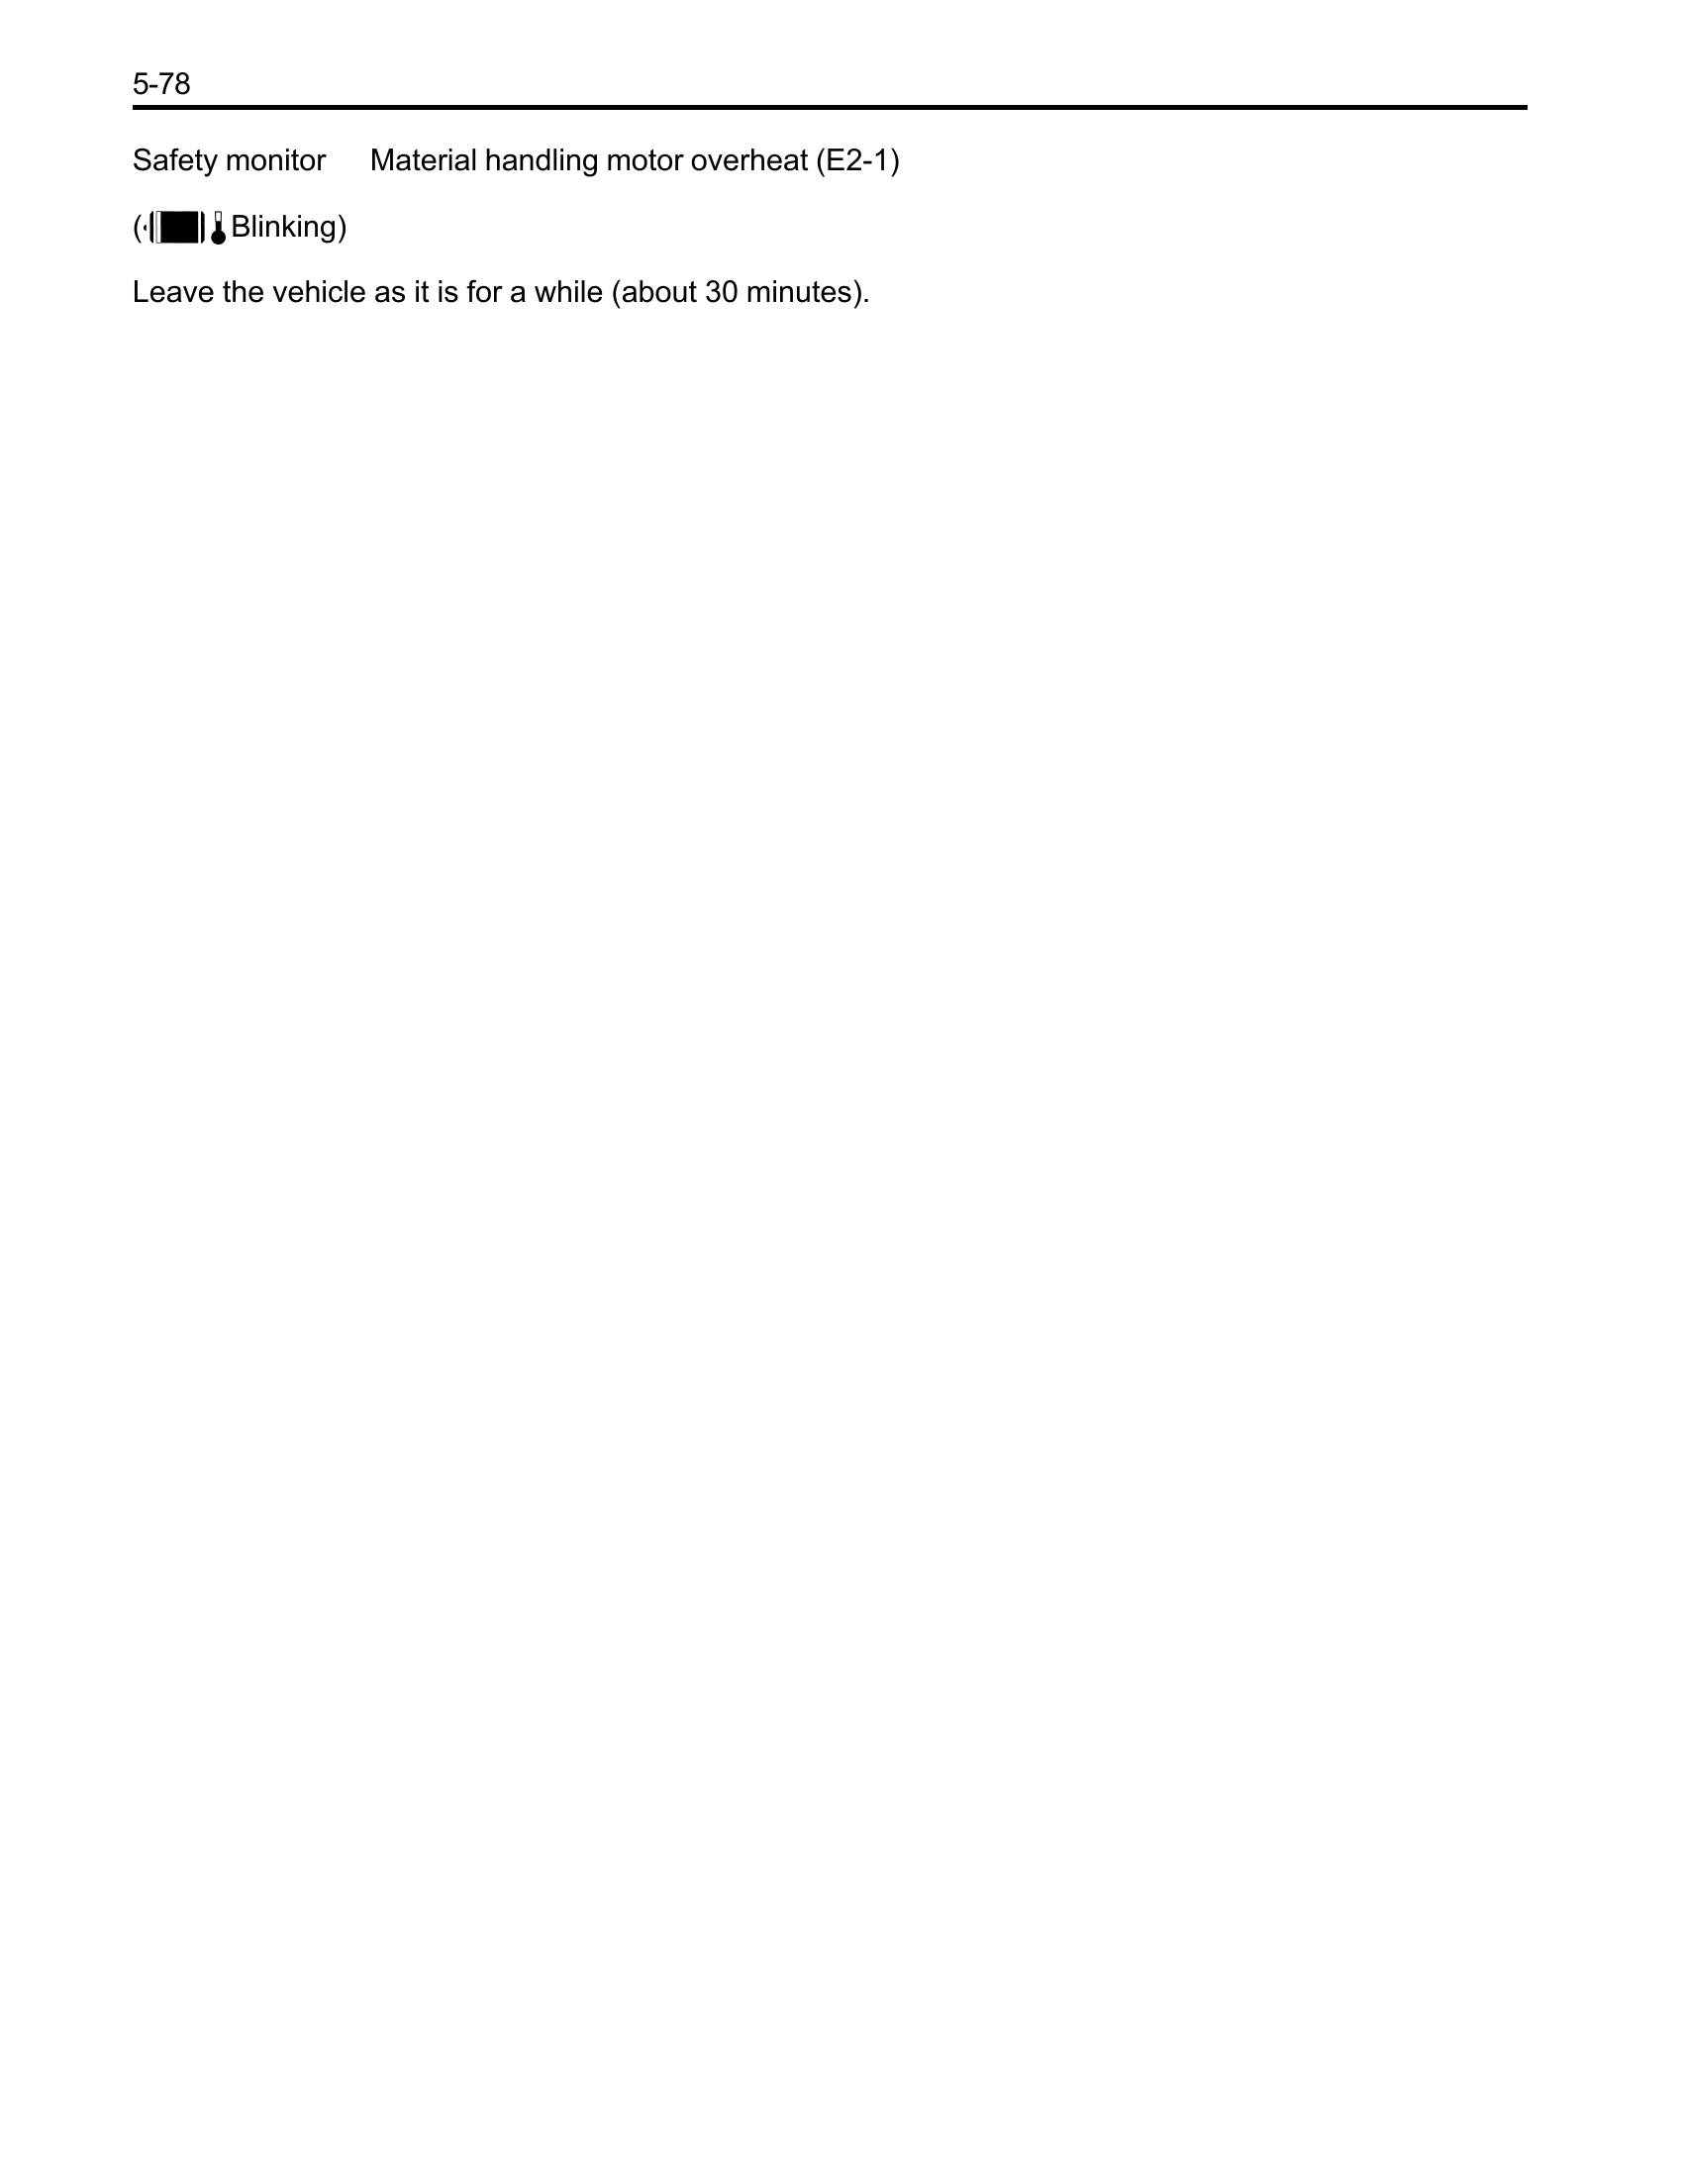 5-78
Safety monitor Material handling motor overheat (E2-1)
( Blinking)
Leave the vehicle as it is for a while (about 30 minutes).